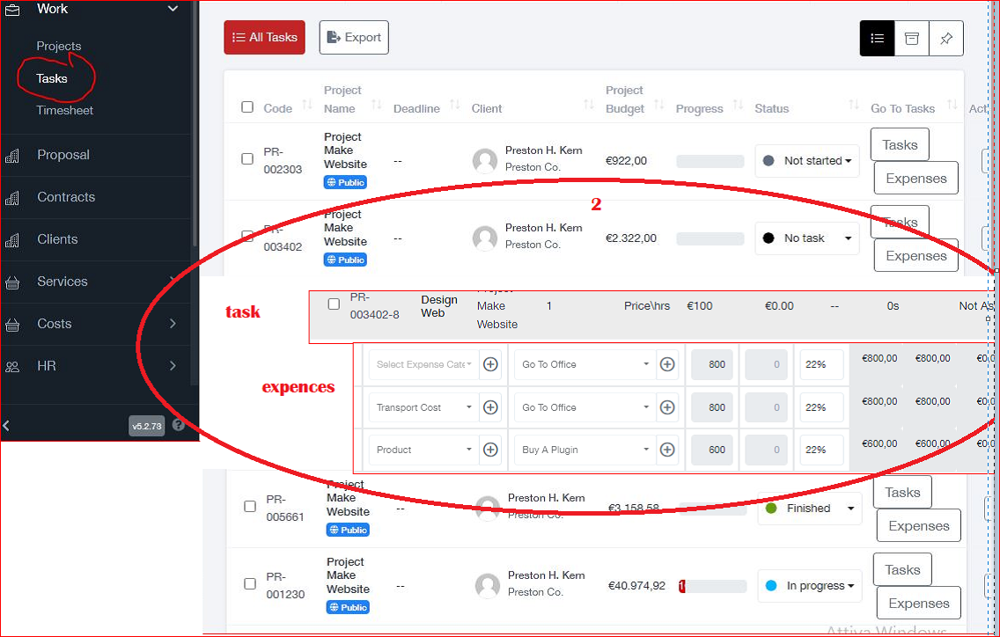 Work
Projects
Tasks
Timesheet
Proposal
Contracts
Clients
Services
Costs
HR
v5.2.73
?
All Tasks
Export
Code
Project Name
Deadline
Client
Project Budget
Progress
Status
Go To Tasks
Act
PR-002303
Project Make Website
Public
--
Preston H. Kern
Preston Co.
€922,00
Not started
Tasks
Expenses
2
PR-003402
Project Make Website
Public
--
Preston H. Kern
Preston Co.
€2.322,00
No task
Tasks
Expenses
task
PR-003402-8
Design Web
Project Make Website
1
Price\hrs
€100
€0.00
--
0s
Not As
expences
Select Expense Cate
Go To Office
800
0
22%
€800,00
€800,00
€0,0
Transport Cost
Go To Office
800
0
22%
€800,00
€800,00
€0,0
Product
Buy A Plugin
600
0
22%
€600,00
€600,00
€0,0
PR-005661
Project Make Website
Public
--
Preston H. Kern
Preston Co.
€3.158,58
Finished
Tasks
Expenses
PR-001230
Project Make Website
Public
--
Preston H. Kern
Preston Co.
€40.974,92
In progress
Tasks
Expenses
Attiva Windows